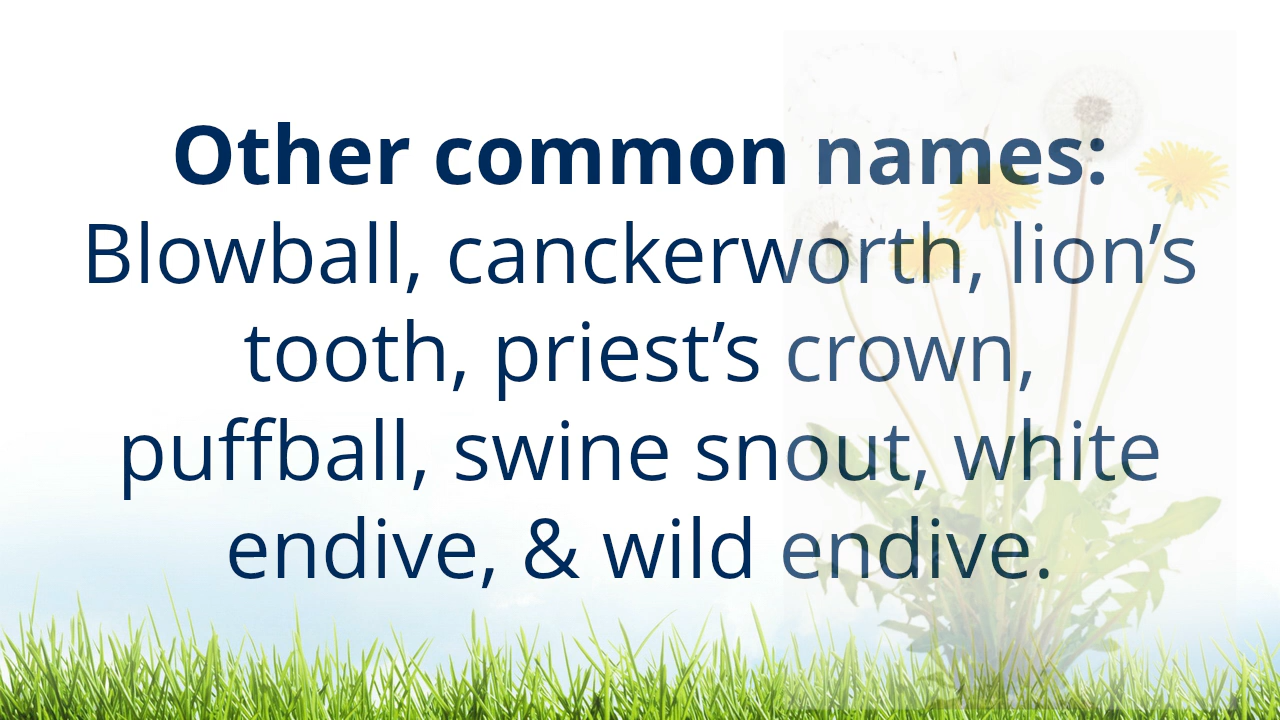 Other common names:
Blowball, canckerworth, lion’s
tooth, priest’s crown,
puffball, swine snout, white
endive, & wild endive.